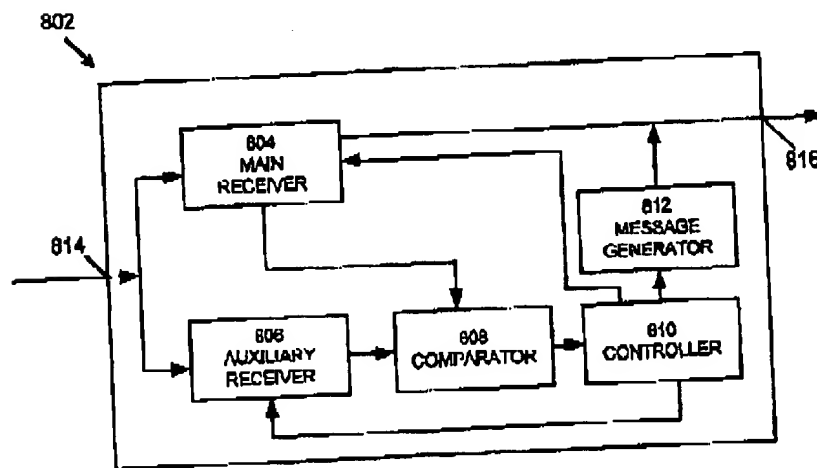 802
804
MAIN
RECEIVER
816
812
MESSAGE
GENERATOR
814
806
AUXILIARY
RECEIVER
808
COMPARATOR
810
CONTROLLER